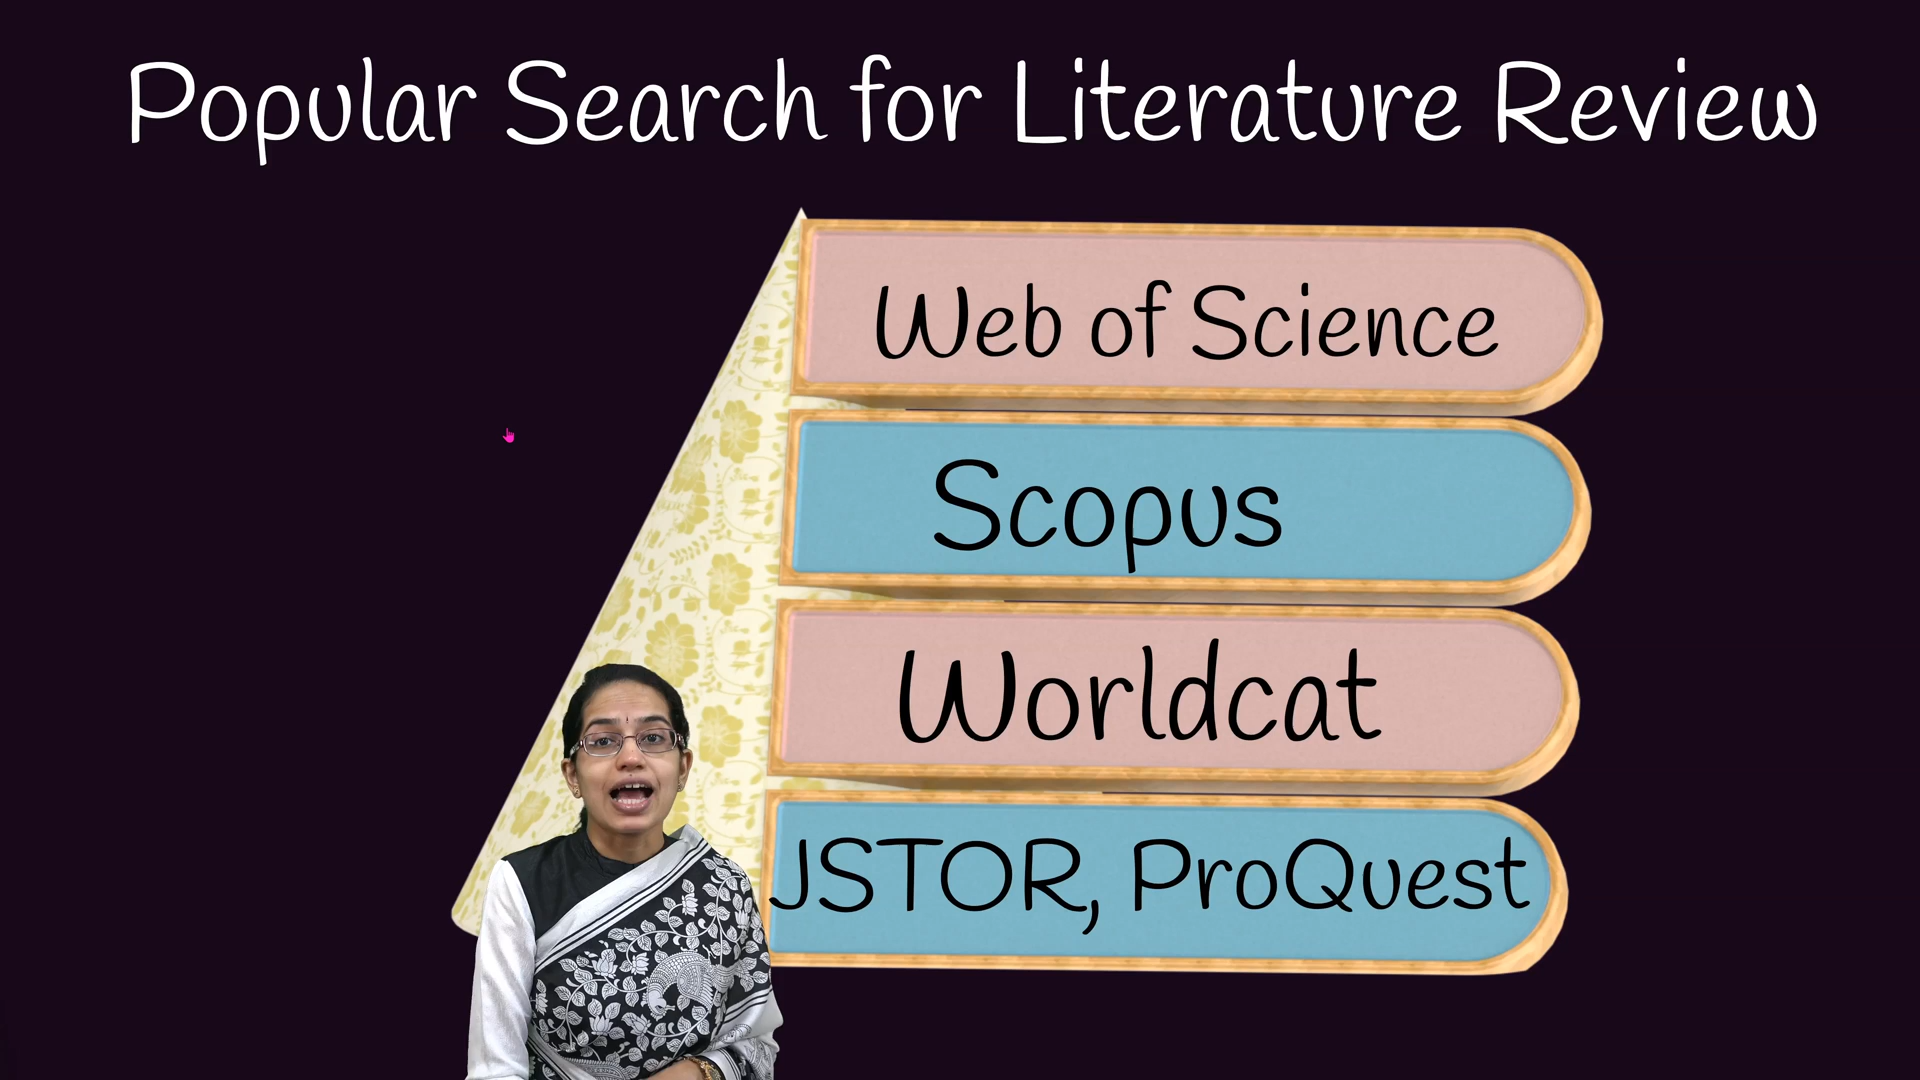 Popular Search for Literature Review
Web of Science
Scopus
Worldcat
JSTOR, ProQuest